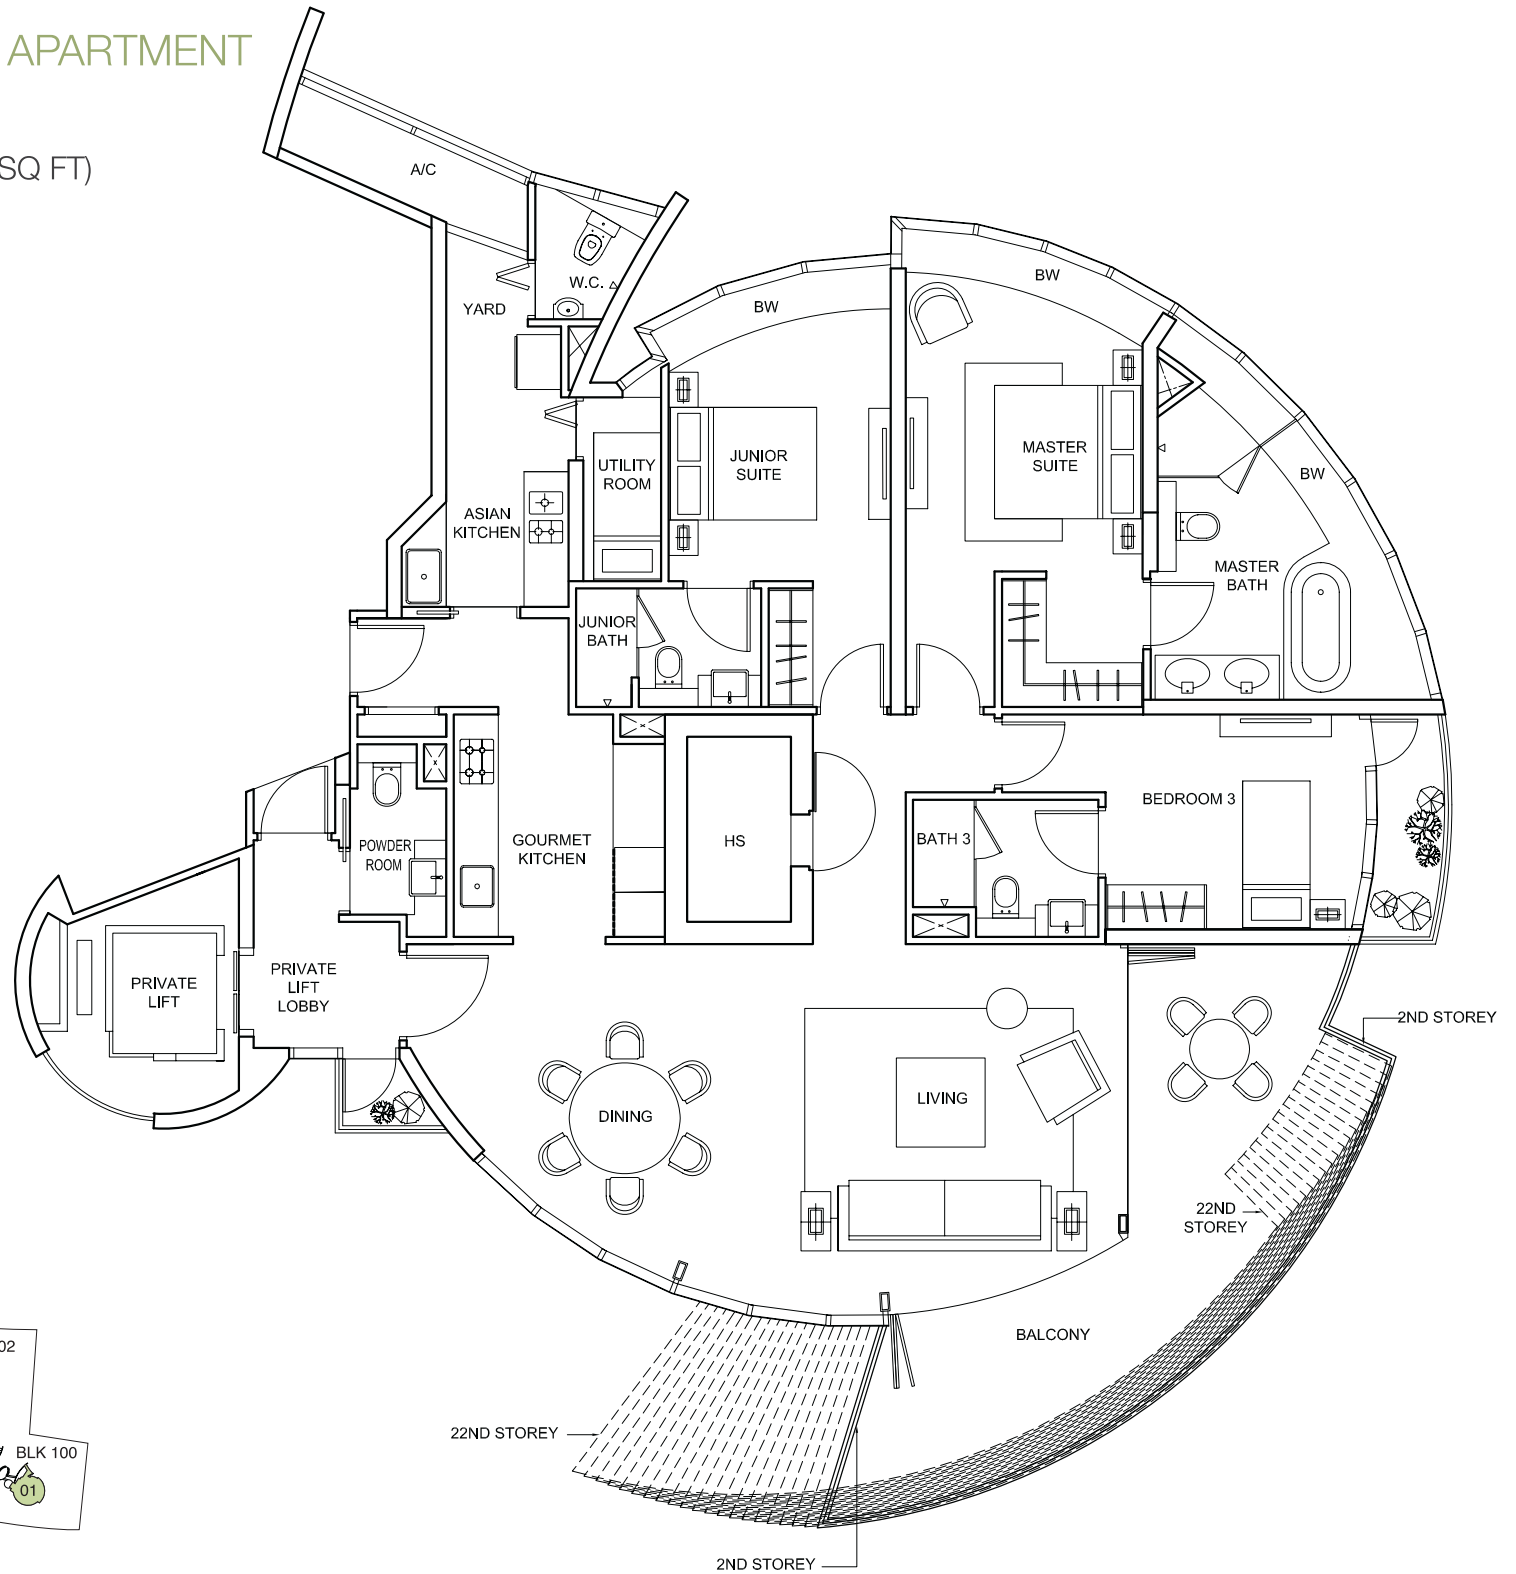 APARTMENT
SQ FT)
A/C
W.C.
YARD
BW
BW
BW
JUNIOR
SUITE
MASTER
SUITE
UTILITY
ROOM
ASIAN
KITCHEN
MASTER
BATH
JUNIOR
BATH
BEDROOM 3
BATH 3
HS
GOURMET
KITCHEN
POWDER
ROOM
PRIVATE
LIFT
PRIVATE
LIFT
LOBBY
2ND STOREY
DINING
LIVING
22ND
STOREY
BALCONY
22ND STOREY
2ND STOREY
02
BLK 100
01